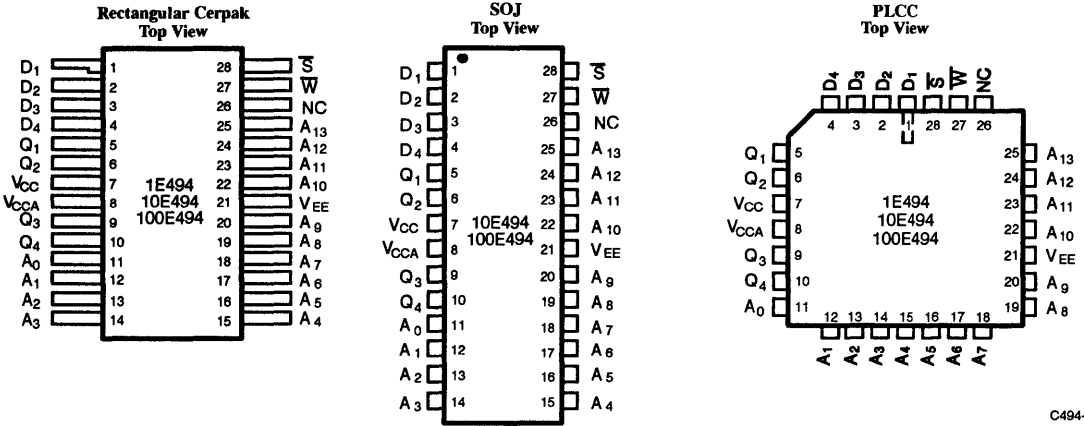 Rectangular Cerpak
Top View
D1 1 28 S̅
D2 2 27 W̅
D3 3 26 NC
D4 4 25 A13
Q1 5 24 A12
Q2 6 23 A11
VCC 7 22 A10
VCCA 8 21 VEE
Q3 9 20 A9
Q4 10 19 A8
A0 11 18 A7
A1 12 17 A6
A2 13 16 A5
A3 14 15 A4
1E494
10E494
100E494
SOJ
Top View
D1 1 28 S̅
D2 2 27 W̅
D3 3 26 NC
D4 4 25 A13
Q1 5 24 A12
Q2 6 23 A11
VCC 7 22 A10
VCCA 8 21 VEE
Q3 9 20 A9
Q4 10 19 A8
A0 11 18 A7
A1 12 17 A6
A2 13 16 A5
A3 14 15 A4
10E494
100E494
PLCC
Top View
D4 D3 D2 D1 S̅ W̅ NC
4 3 2 1 28 27 26
Q1 5 25 A13
Q2 6 24 A12
VCC 7 23 A11
VCCA 8 22 A10
Q3 9 21 VEE
Q4 10 20 A9
A0 11 19 A8
1E494
10E494
100E494
12 13 14 15 16 17 18
A1 A2 A3 A4 A5 A6 A7
C494-